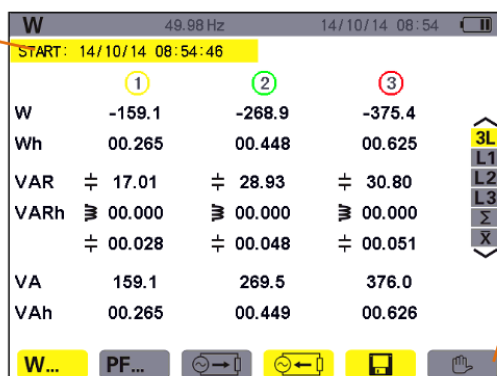 W 49.98 Hz 14/10/14 08:54
START: 14/10/14 08:54:46
1 2 3
W -159.1 -268.9 -375.4
Wh 00.265 00.448 00.625
3L
L1
VAR 17.01 28.93 30.80
L2
L3
VARh 00.000 00.000 00.000
Σ
00.028 00.048 00.051
X̅
VA 159.1 269.5 376.0
VAh 00.265 00.449 00.626
W... PF...